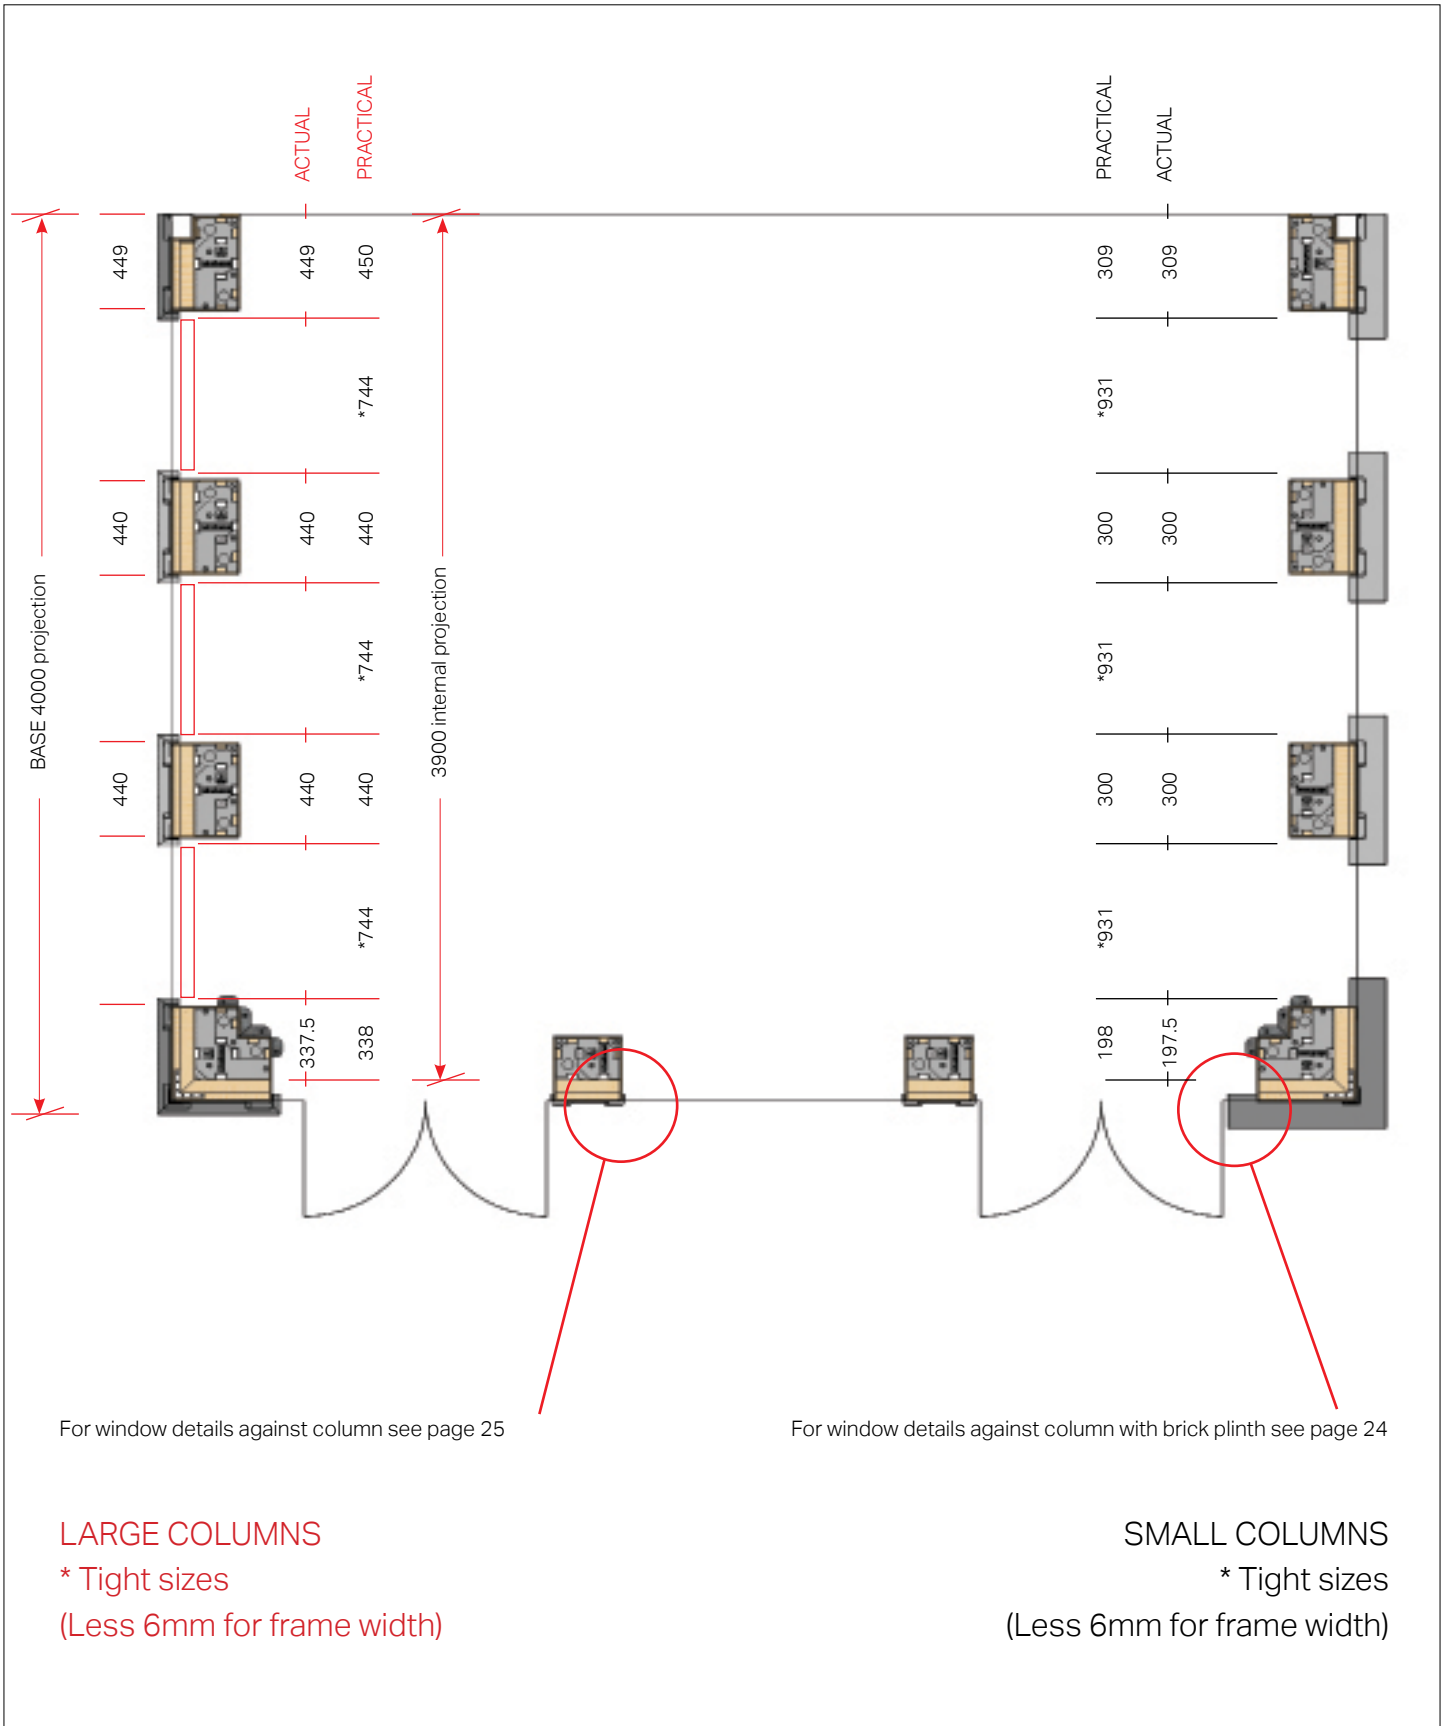 ACTUAL
PRACTICAL
PRACTICAL
ACTUAL
449
449
450
309
309
*744
*931
440
440
440
300
300
BASE 4000 projection
3900 internal projection
*744
*931
440
440
440
300
300
*744
*931
337.5
338
198
197.5
For window details against column see page 25
For window details against column with brick plinth see page 24
LARGE COLUMNS
* Tight sizes
(Less 6mm for frame width)
SMALL COLUMNS
* Tight sizes
(Less 6mm for frame width)